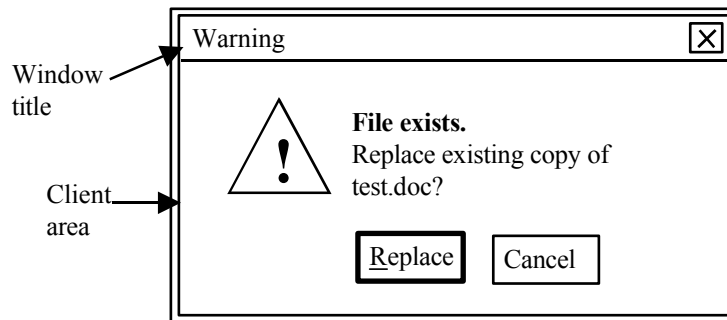 Warning
Window
title
!
File exists.
Replace existing copy of
test.doc?
Client
area
Replace
Cancel